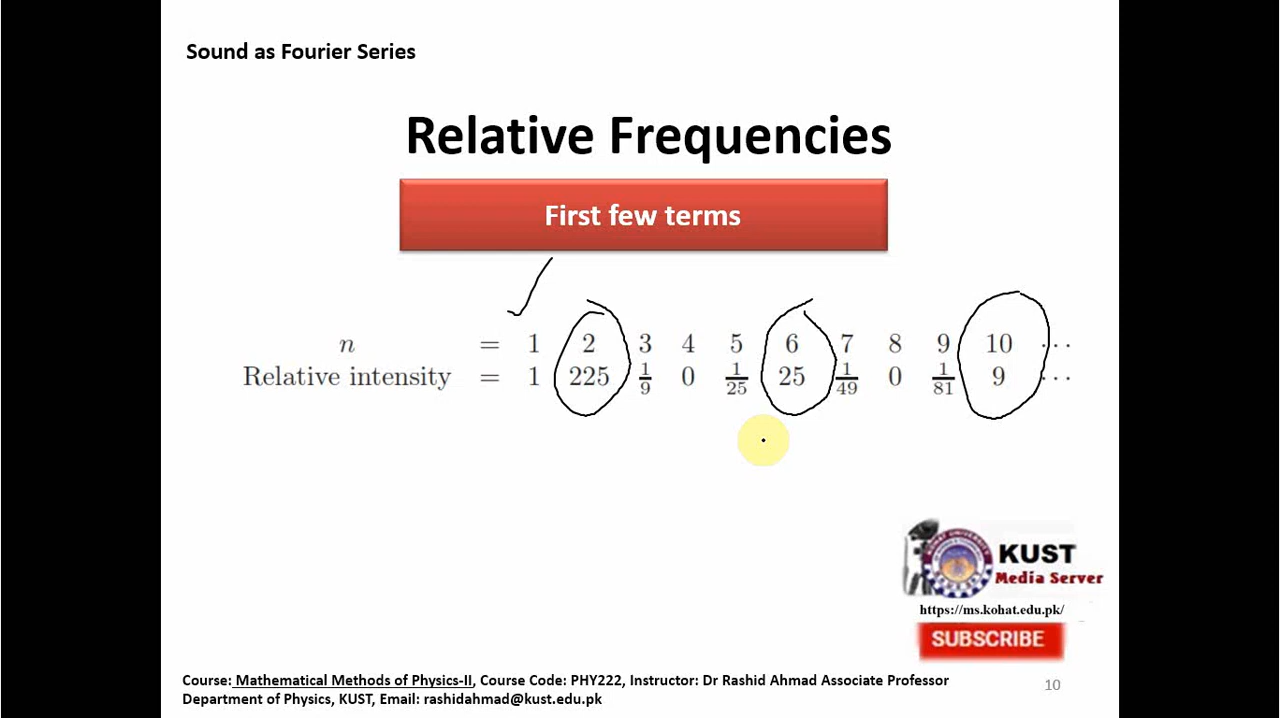 Sound as Fourier Series
Relative Frequencies
First few terms
n = 1 2 3 4 5 6 7 8 9 10 ⋯
Relative intensity = 1 225 1/9 0 1/25 25 1/49 0 1/81 9 ⋯
KUST
Media Server
https://ms.kohat.edu.pk/
SUBSCRIBE
Course: Mathematical Methods of Physics-II, Course Code: PHY222, Instructor: Dr Rashid Ahmad Associate Professor
Department of Physics, KUST, Email: rashidahmad@kust.edu.pk
10